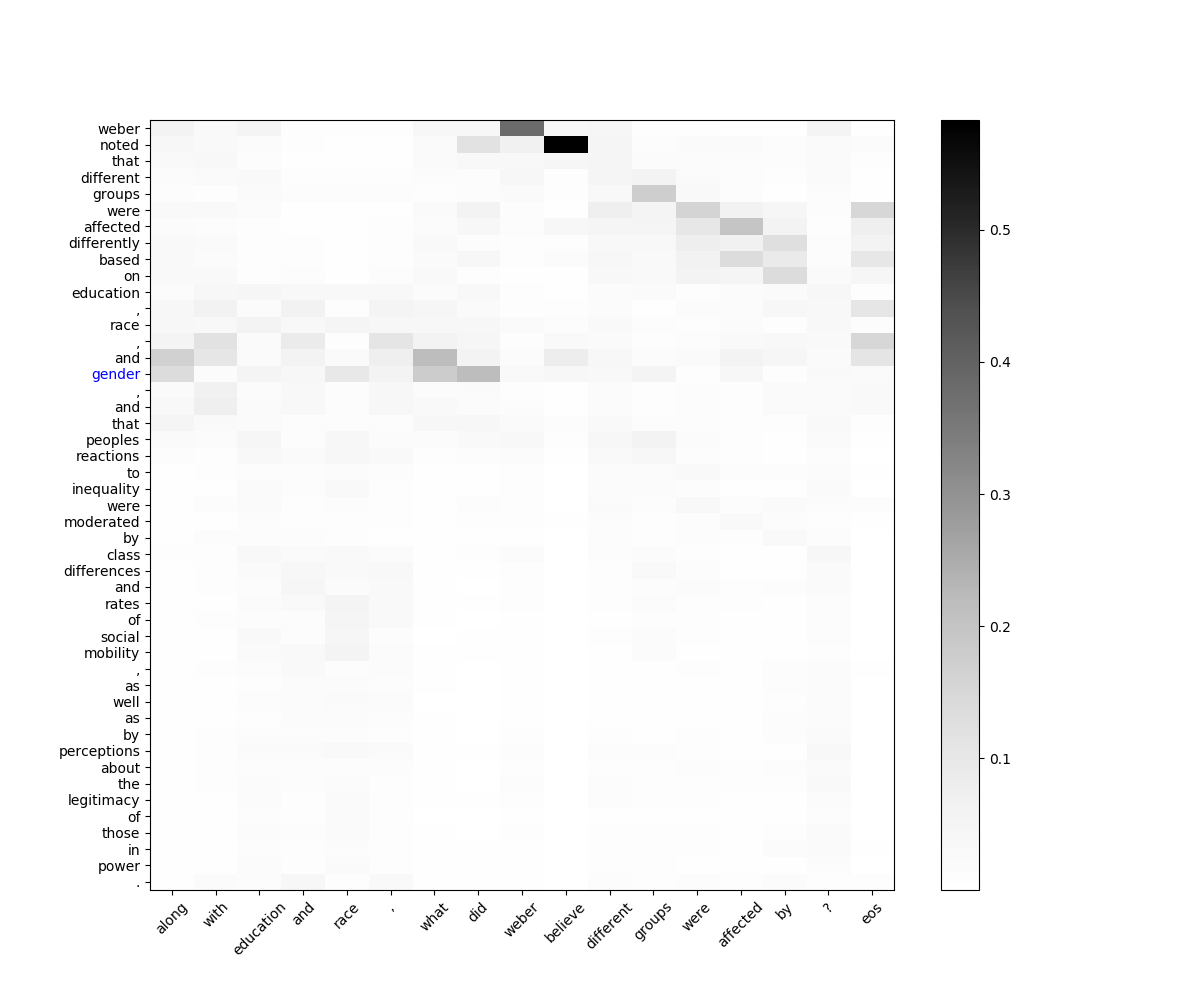 weber
noted
that
different
groups
were
affected
differently
based
on
education
,
race
,
and
gender
,
and
that
peoples
reactions
to
inequality
were
moderated
by
class
differences
and
rates
of
social
mobility
,
as
well
as
by
perceptions
about
the
legitimacy
of
those
in
power
.
along with education and race , what did weber believe different groups were affected by ? eos
0.5
0.4
0.3
0.2
0.1